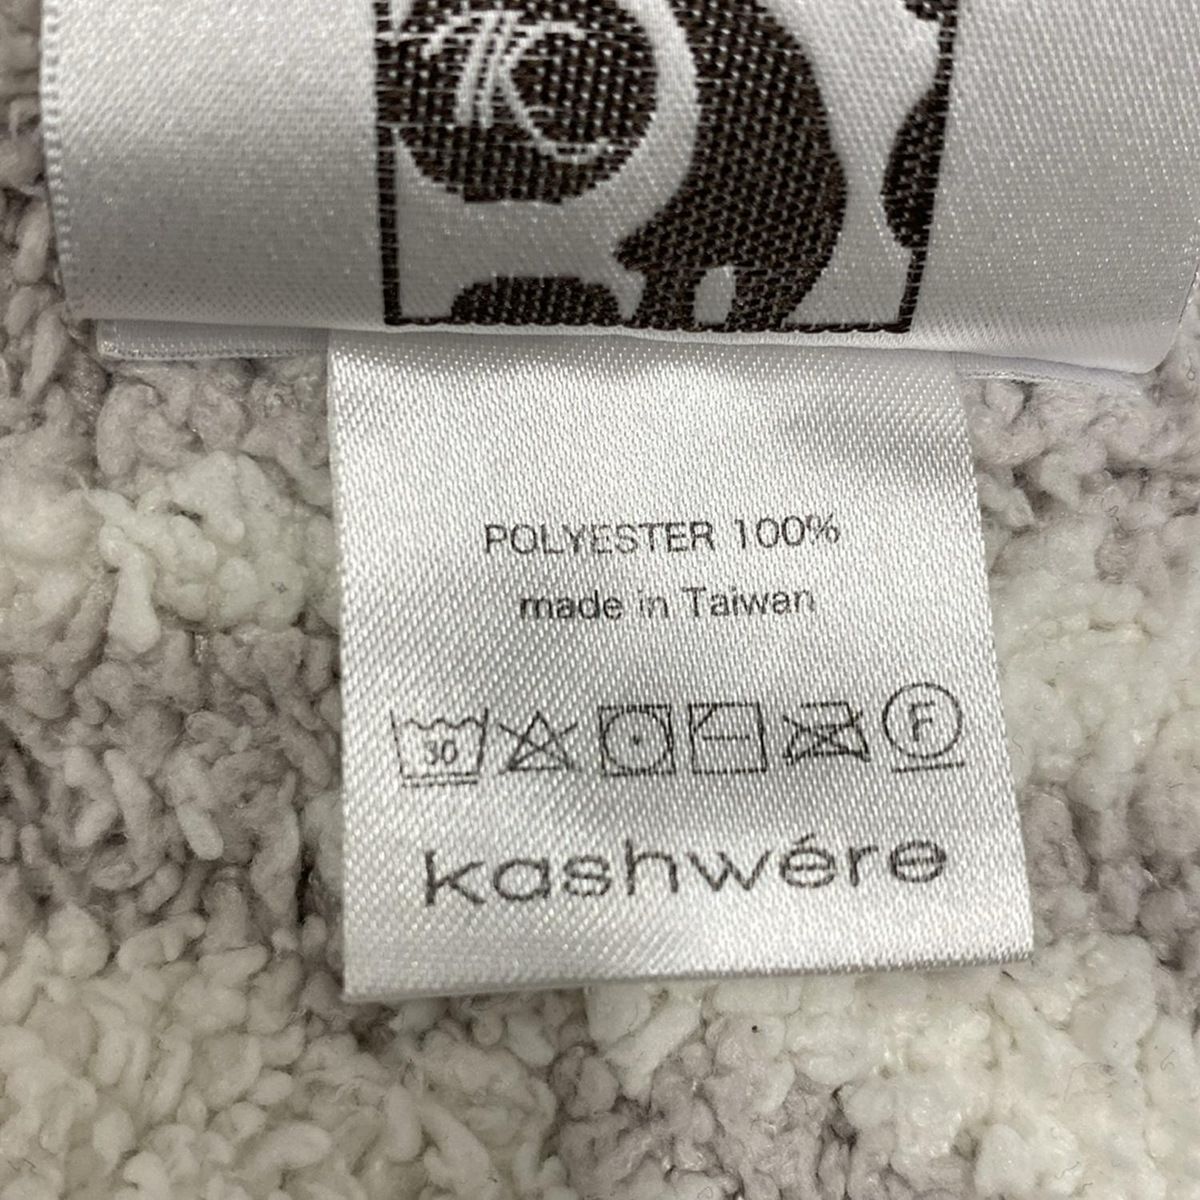 POLYESTER 100%
made in Taiwan
30 F
kashwére